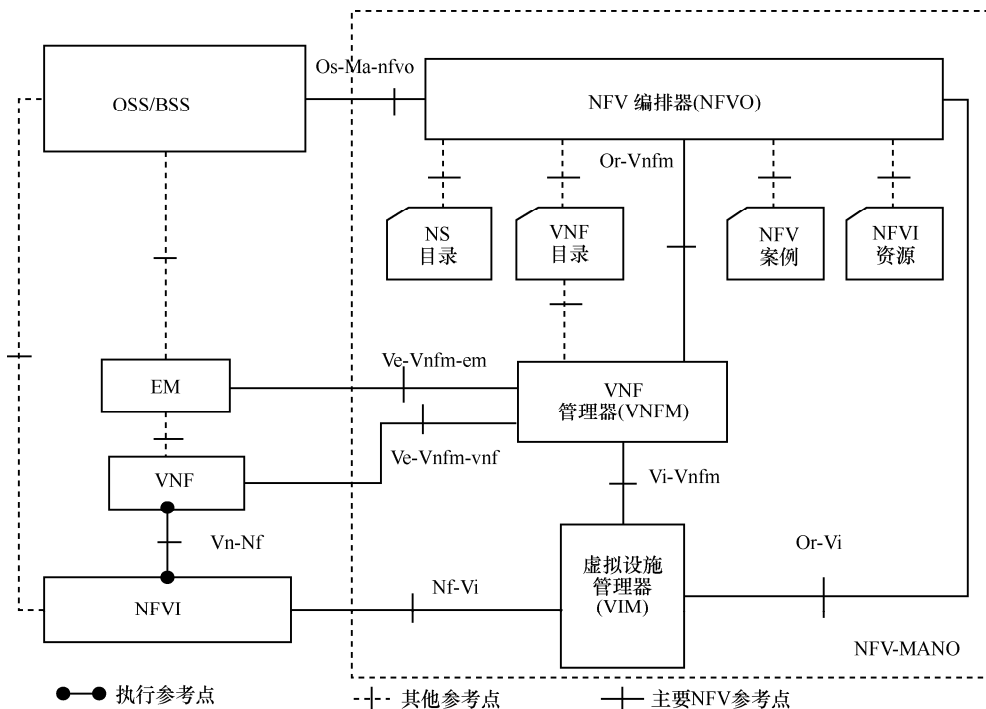 Os-Ma-nfvo
OSS/BSS
NFV 编排器(NFVO)
Or-Vnfm
NS
目录
VNF
目录
NFV
案例
NFVI
资源
Ve-Vnfm-em
EM
VNF
管理器(VNFM)
Ve-Vnfm-vnf
VNF
Vi-Vnfm
Vn-Nf
Or-Vi
虚拟设施
管理器
(VIM)
Nf-Vi
NFVI
NFV-MANO
执行参考点
其他参考点
主要NFV参考点